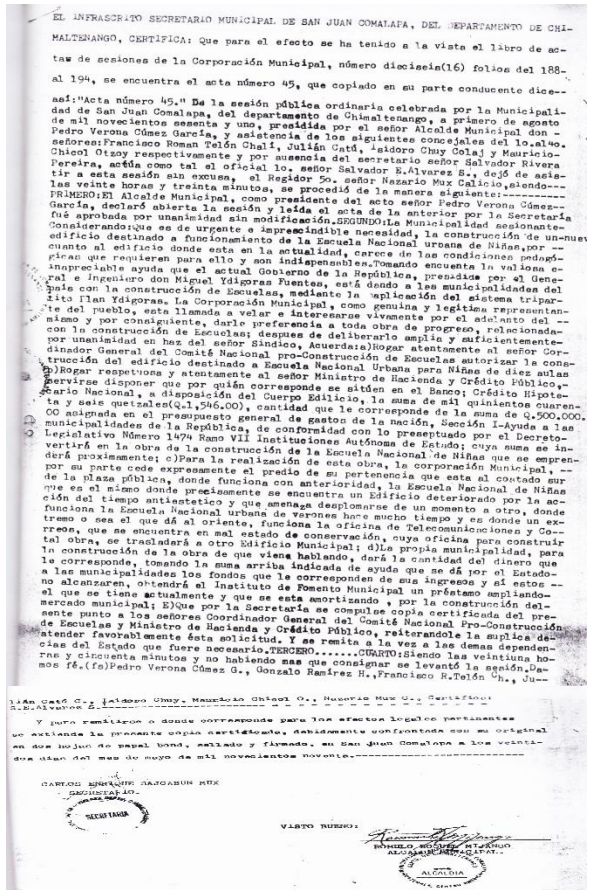 EL INFRASCRITO SECRETARIO MUNICIPAL DE SAN JUAN COMALAPA, DEL DEPARTAMENTO DE CHI-
MALTENANGO, CERTIFICA: Que para el efecto se ha tenido a la vista el libro de ac-
tas de sesiones de la Corporación Municipal, número dieciseis(16) folios del 188-
al 194, se encuentra el acta número 45, que copiado en su parte conducente dice--
así:"Acta número 45." De la sesión pública ordinaria celebrada por la Municipali-
dad de San Juan Comalapa, del departamento de Chimaltenango, a primero de agosto
de mil novecientos sesenta y uno, presidida por el señor Alcalde Municipal don -
Pedro Verona Cúmez García, y asistencia de los siguientes concejales del 1o.al4o.
señores:Francisco Roman Telón Chalí, Julián Catú, Isidoro Chuy Colaj y Mauricio-
Chicol Otzoy respectivamente y por ausencia del secretario señor Salvador Rivera
Pereira, actúa como tal el oficial 1o. señor Salvador E.Alvarez S., dejó de asis-
tir a esta sesión sin excusa, el Regidor 5o. señor Nazario Mux Calicio,siendo---
las veinte horas y treinta minutos, se procedió de la manera siguiente:----------
PRIMERO:El Alcalde Municipal, como presidente del acto señor Pedro Verona Cúmez--
García, declaró abierta la sesión y leída el acta de la anterior por la Secretaría
fué aprobada por unanimidad sin modificación.SEGUNDO:La Municipalidad sesionante-
Considerando:Que es de urgente e imprescindible necesidad, la construción de un-nuevo
edificio destinado a funcionamiento de la Escuela Nacional urbana de Niñas,por --
cuanto al edificio donde esta en la actualidad, carece de las condiciones pedagó-
gicas que requieren para ello y son indispensables.Tomando encuenta la valiosa e-
inapreciable ayuda que el actual Gobierno de la República, presidida por el Gene-
ral e Ingeniero don Miguel Ydigoras Fuentes, está dando a las municipalidades del
país con la construcción de Escuelas, mediante la aplicación del sistema tripar-
tito Plan Ydigoras. La Corporación Municipal, como genuina y legítima representan-
te del pueblo, esta llamada a velar e interesarse vivamente por el adelanto del --
mismo y por consiguiente, darle preferencia a toda obra de progreso, relacionada-
con la construcción de Escuelas; despues de deliberarlo amplia y suficientemente-
por unanimidad en haz del señor Síndico, Acuerda:a)Rogar atentamente al señor Cor-
dinador General del Comité Nacional pro-Construcción de Escuelas autorizar la cons-
trucción del edificio destinado a Escuela Nacional Urbana para Niñas de diez aulas
b)Rogar respetuosa y atentamente al señor Ministro de Hacienda y Crédito Público,-
servirse disponer que por quién corresponde se sitúen en el Banco; Crédito Hipote-
cario Nacional, a disposición del Cuerpo Edilicio, la suma de mil quinientos cuaren-
ta y seis quetzales(Q.1,546.00), cantidad que le corresponde de la suma de Q.500.000.
00 asignada en el presupuesto general de gastos de la nación, Sección I-Ayuda a las
municipalidades de la República, de conformidad con lo preseptuado por el Decreto-
Legislativo Número 1474 Ramo VII Instituciones Autónomas de Estado; cuya suma se in-
vertirá en la obra de la construcción de la Escuela Nacional de Niñas que se empren-
derá proximamente; c)Para la realización de esta obra, la corporación Municipal, --
por su parte cede expresamente el predio de su pertenencia que esta al costado sur
de la plaza pública, donde funciona con anterioridad, la Escuela Nacional de Niñas
que es el mismo donde precisamente se encuentra un Edificio deteriorado por la ac-
ción del tiempo antiestetico y que amenaza desplomarse de un momento a otro, donde
funciona la Escuela Nacional urbana de verones hace mucho tiempo y es donde un ex-
tremo o sea el que dá al oriente, funciona la oficina de Telecomunicaciones y Co-
rreos, que se encuentra en mal estado de conservación, cuya oficina para construir
tal obra, se trasladará a otro Edificio Municipal; d)La propia municipalidad, para
la construcción de la obra de que viene hablando, dará la cantidad del dinero que
le corresponde, tomando la suma arriba indicada de ayuda que se dá por el Estado-
a las municipalidades los fondos que le corresponden de sus ingresos y si estos --
no alcanzaren, obtendrá el Instituto de Fomento Municipal un préstamo ampliando-
el que se tiene actualmente y que se esta amortizando , por la construcción del-
mercado municipal; E)Que por la Secretaría se compulse copia certificada del pre-
sente punto a los señores Coordinador General del Comité Nacional Pro-Construcción
de Escuelas y Ministro de Hacienda y Crédito Público, reiterandole la suplica de-
atender favorablemente ésta solicitud. Y se remita a la vez a las demas dependen-
cias del Estado que fuere necesario.TERCERO......CUARTO:Siendo las veintiuna ho-
ras y cincuenta minutos y no habiendo mas que consignar se levantó la sesión.Da-
mos fé.(fs)Pedro Verona Cúmez G., Gonzalo Ramírez H.,Francisco R.Telón Ch., Ju--
lián Catú C., Isidoro Chuy, Mauricio Chicol O., Nazario Mux C., Certifico:
S.E.Alvarez S.
Y para remitirse a donde corresponde para los efectos legales pertinentes
se extiende la presente copia certificada, debidamente confrontada con su original
en dos hojas de papel bond, sellado y firmado, en San Juan Comalapa a los veinti-
dos dias del mes de mayo de mil novecientos noventa.
CARLOS ENRIQUE BAJCABUN MUX
SECRETARIO.
SECRETARIA
VISTO BUENO:
ROMULO ROQUEL MIJANGO
ALCALDE MUNICIPAL.
ALCALDIA